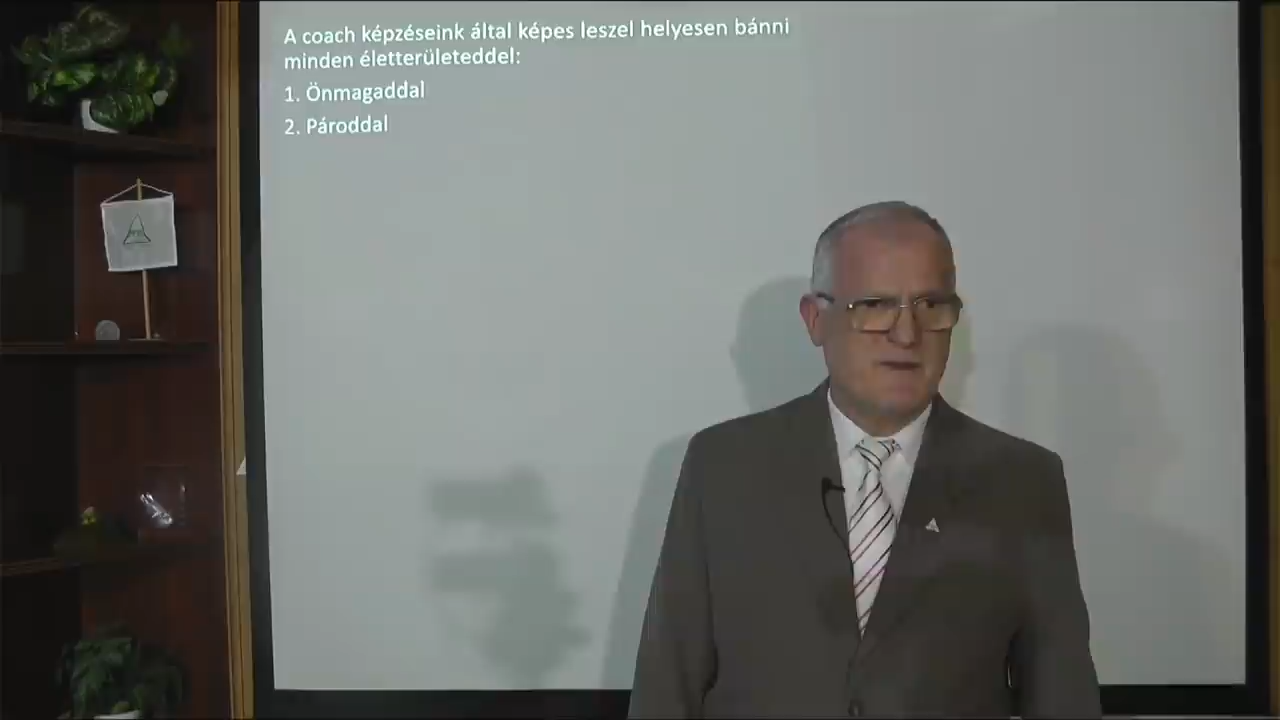 A coach képzéseink által képes leszel helyesen bánni
minden életterületeddel:
1. Önmagaddal
2. Pároddal